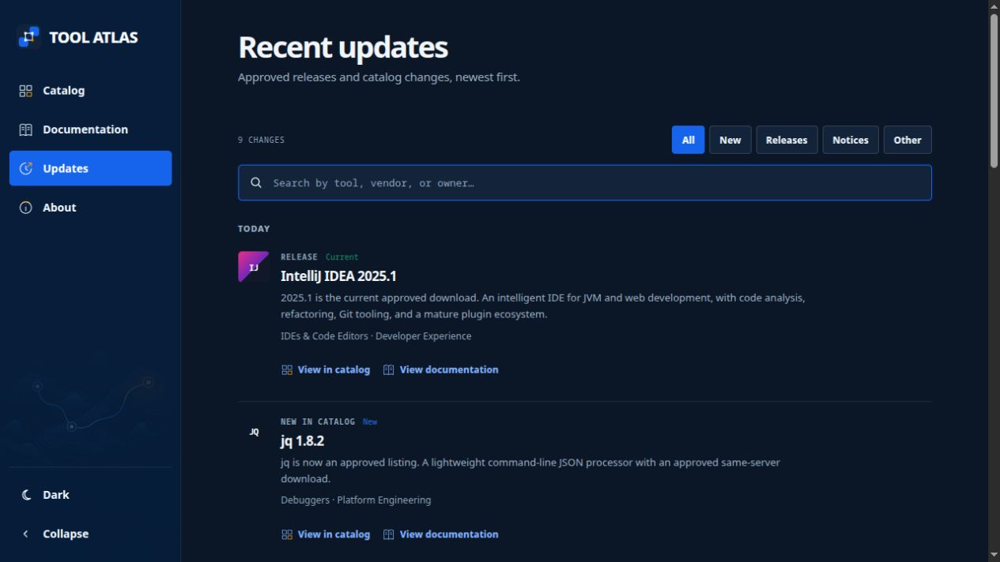 TOOL ATLAS
Catalog
Documentation
Updates
About
Dark
Collapse
Recent updates
Approved releases and catalog changes, newest first.
9 CHANGES
All New Releases Notices Other
Search by tool, vendor, or owner…
TODAY
IJ
RELEASE Current
IntelliJ IDEA 2025.1
2025.1 is the current approved download. An intelligent IDE for JVM and web development, with code analysis,
refactoring, Git tooling, and a mature plugin ecosystem.
IDEs & Code Editors · Developer Experience
View in catalog View documentation
JQ
NEW IN CATALOG New
jq 1.8.2
jq is now an approved listing. A lightweight command-line JSON processor with an approved same-server
download.
Debuggers · Platform Engineering
View in catalog View documentation